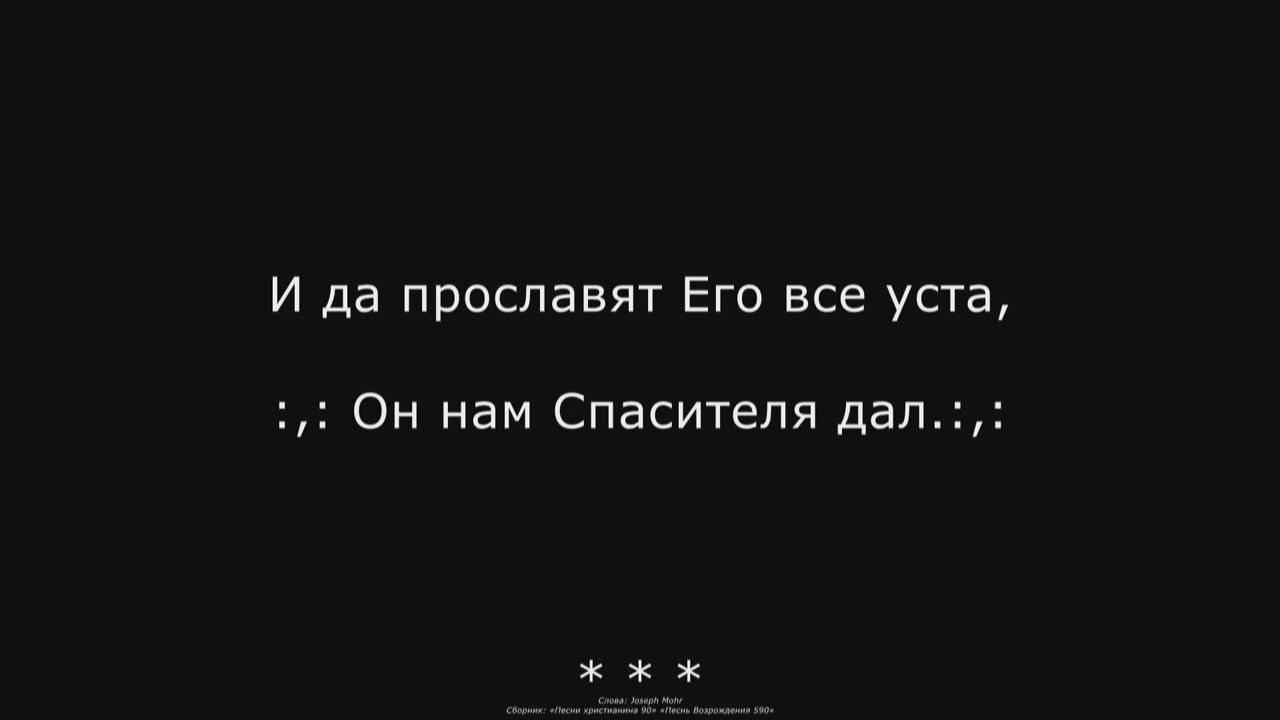 И да прославят Его все уста,
:,: Он нам Спасителя дал.:,:
* * *
Слова: Joseph Mohr
Сборник: «Песни христианина 90» «Песнь Возрождения 590»